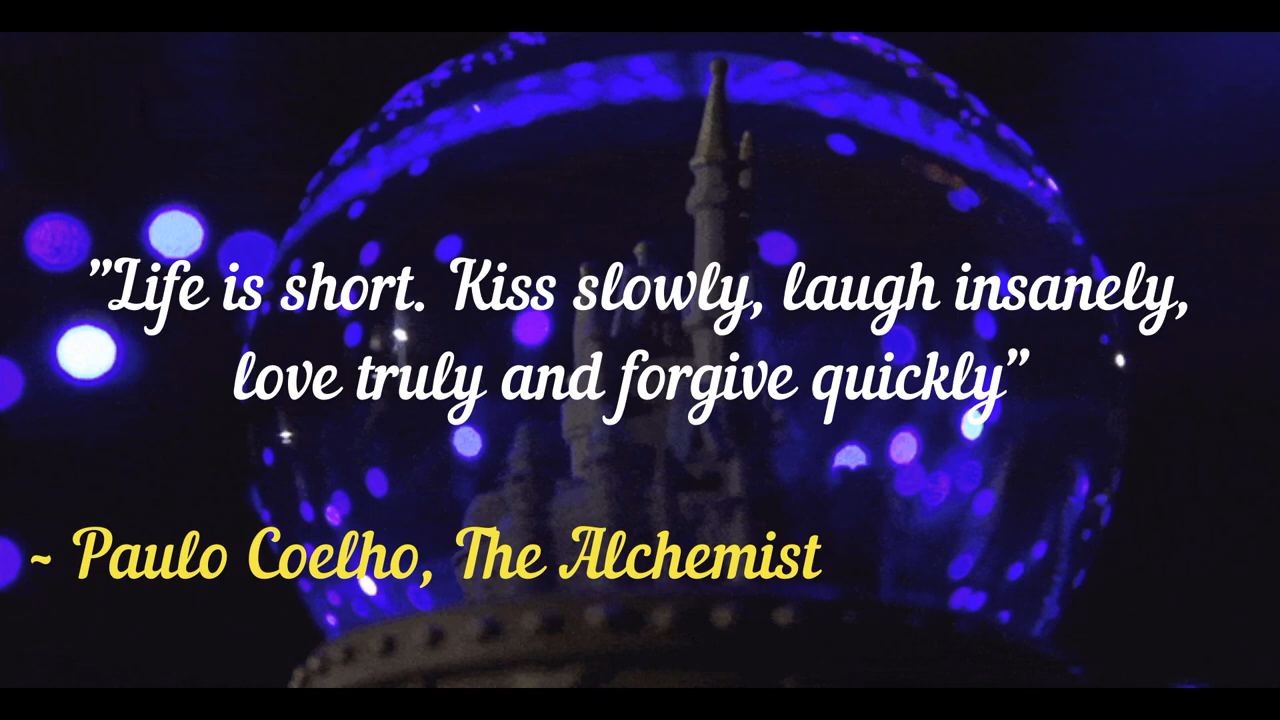 ”Life is short. Kiss slowly, laugh insanely,
love truly and forgive quickly”
~ Paulo Coelho, The Alchemist